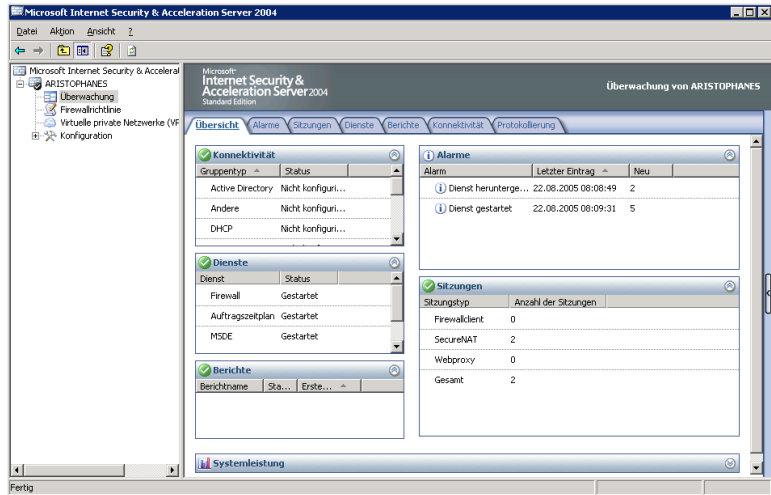 Microsoft Internet Security & Acceleration Server 2004
Datei Aktion Ansicht ?
Microsoft Internet Security & Accelerat
ARISTOPHANES
Überwachung
Firewallrichtlinie
Virtuelle private Netzwerke (VP
Konfiguration
Microsoft
Internet Security &
Acceleration Server 2004
Standard Edition
Überwachung von ARISTOPHANES
Übersicht Alarme Sitzungen Dienste Berichte Konnektivität Protokollierung
Konnektivität
Gruppentyp Status
Active Directory Nicht konfiguri...
Andere Nicht konfiguri...
DHCP Nicht konfiguri...
Dienste
Dienst Status
Firewall Gestartet
Auftragszeitplan Gestartet
MSDE Gestartet
Berichte
Berichtname Sta... Erste...
Alarme
Alarm Letzter Eintrag Neu
Dienst herunterge... 22.08.2005 08:08:49 2
Dienst gestartet 22.08.2005 08:09:31 5
Sitzungen
Sitzungstyp Anzahl der Sitzungen
Firewallclient 0
SecureNAT 2
Webproxy 0
Gesamt 2
Systemleistung
Fertig